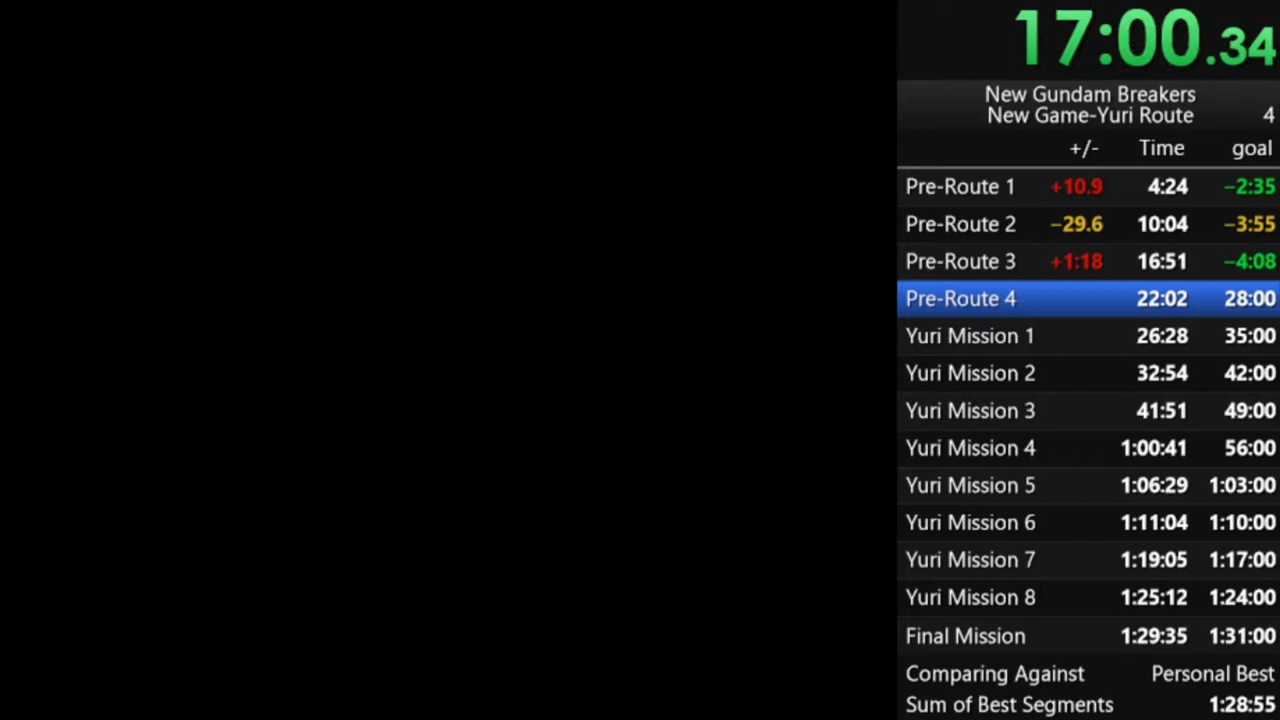 17:00.34
New Gundam Breakers
New Game-Yuri Route 4
+/- Time goal
Pre-Route 1 +10.9 4:24 −2:35
Pre-Route 2 −29.6 10:04 −3:55
Pre-Route 3 +1:18 16:51 −4:08
Pre-Route 4 22:02 28:00
Yuri Mission 1 26:28 35:00
Yuri Mission 2 32:54 42:00
Yuri Mission 3 41:51 49:00
Yuri Mission 4 1:00:41 56:00
Yuri Mission 5 1:06:29 1:03:00
Yuri Mission 6 1:11:04 1:10:00
Yuri Mission 7 1:19:05 1:17:00
Yuri Mission 8 1:25:12 1:24:00
Final Mission 1:29:35 1:31:00
Comparing Against Personal Best
Sum of Best Segments 1:28:55